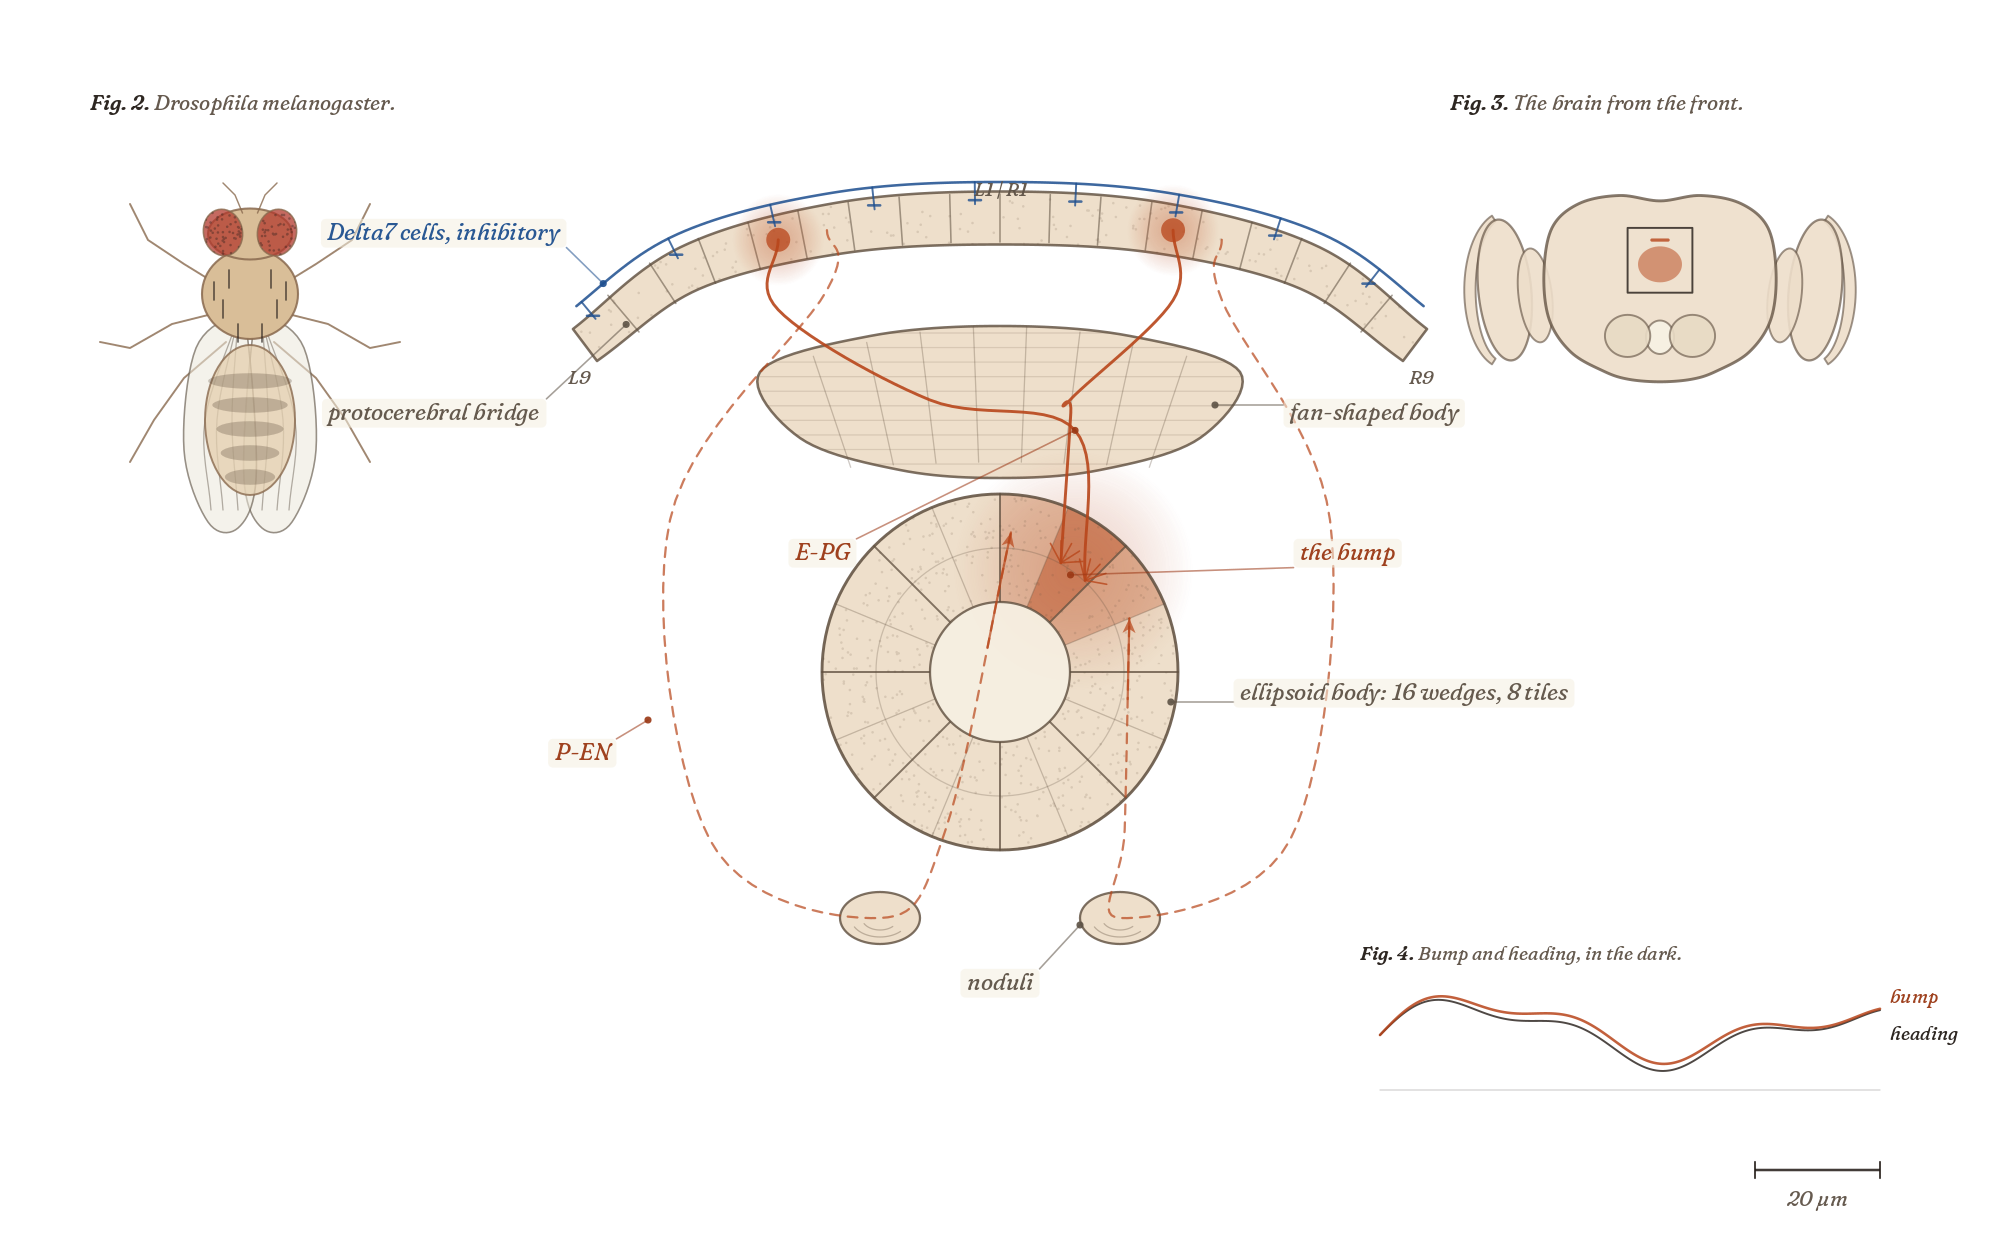 Fig. 2. Drosophila melanogaster.
Fig. 3. The brain from the front.
L1 / R1
Delta7 cells, inhibitory
L9
R9
protocerebral bridge
fan-shaped body
E-PG
the bump
ellipsoid body: 16 wedges, 8 tiles
P-EN
noduli
Fig. 4. Bump and heading, in the dark.
bump
heading
20 µm